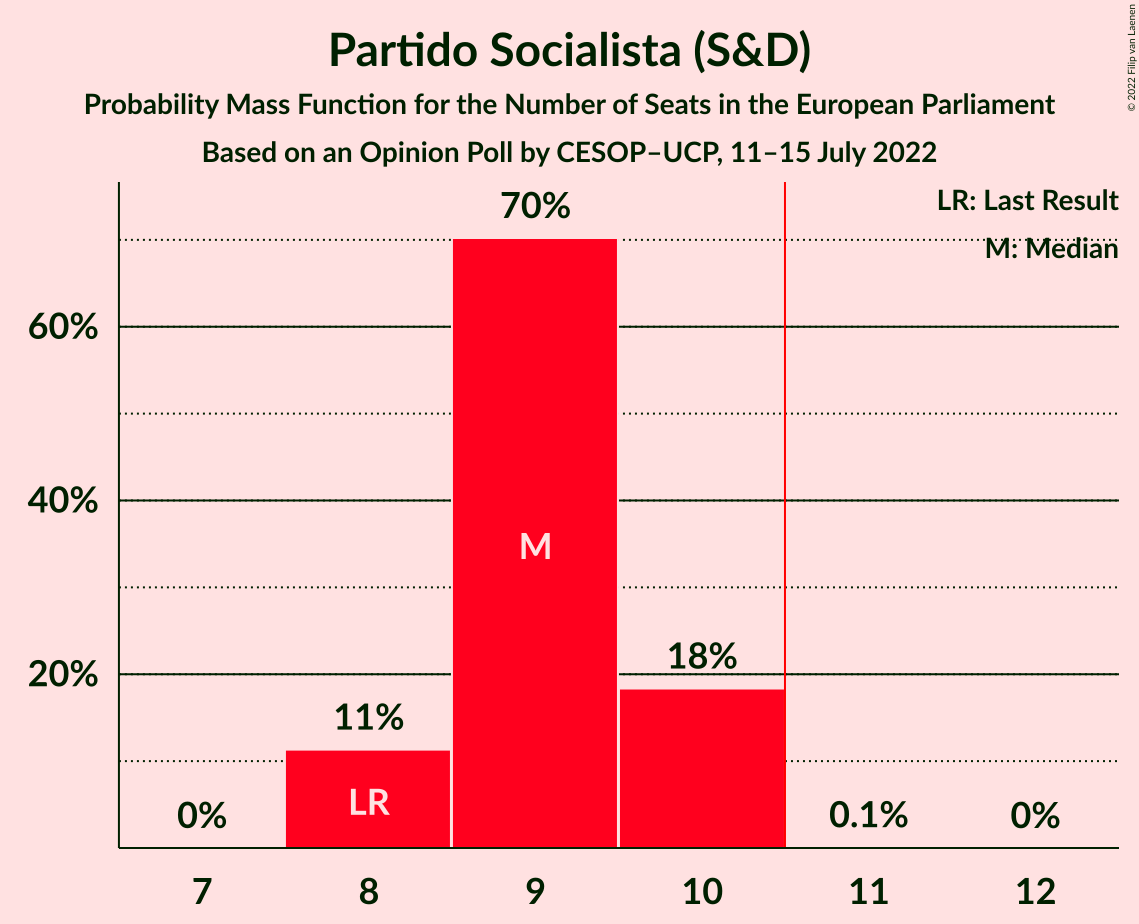 Partido Socialista (S&D)
Probability Mass Function for the Number of Seats in the European Parliament
Based on an Opinion Poll by CESOP–UCP, 11–15 July 2022
© 2022 Filip van Laenen
LR: Last Result
M: Median
70%
60%
40%
M
20%
18%
11%
LR
0%
0.1%
0%
7 8 9 10 11 12